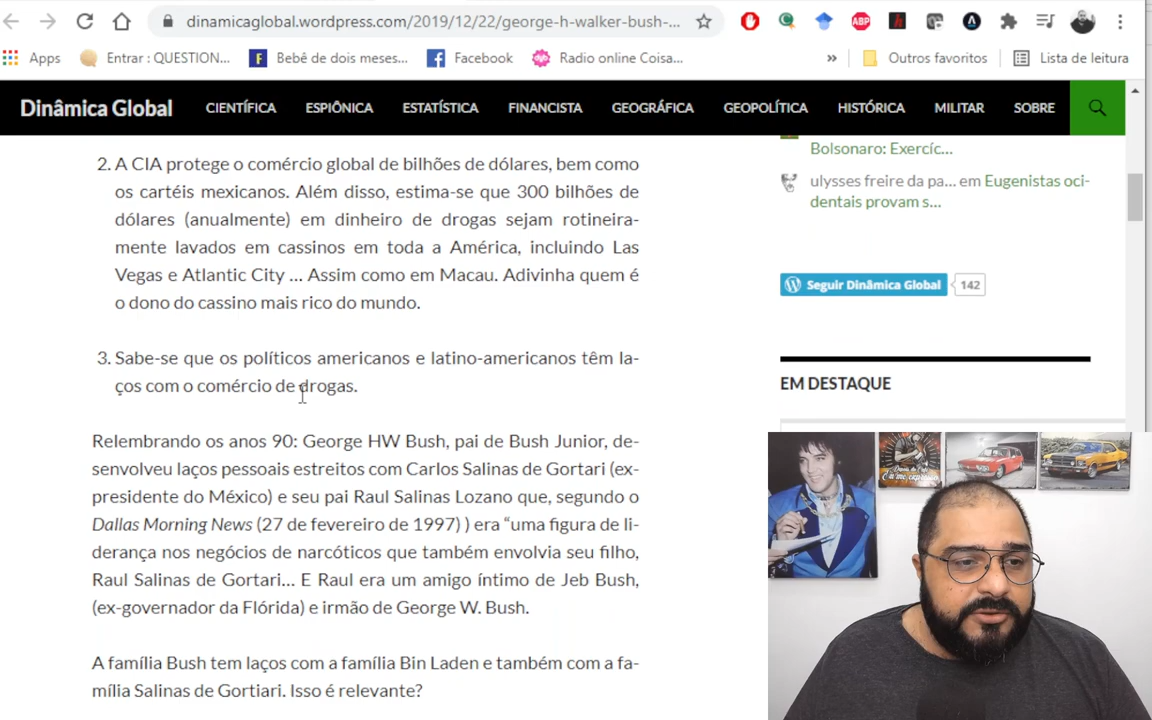 dinamicaglobal.wordpress.com/2019/12/22/george-h-walker-bush-...
ABP
Apps
Entrar : QUESTION...
Bebê de dois meses...
Facebook
Radio online Coisa...
»
Outros favoritos
Lista de leitura
Dinâmica Global
CIENTÍFICA
ESPIÔNICA
ESTATÍSTICA
FINANCISTA
GEOGRÁFICA
GEOPOLÍTICA
HISTÓRICA
MILITAR
SOBRE
2. A CIA protege o comércio global de bilhões de dólares, bem como
os cartéis mexicanos. Além disso, estima-se que 300 bilhões de
dólares (anualmente) em dinheiro de drogas sejam rotineira-
mente lavados em cassinos em toda a América, incluindo Las
Vegas e Atlantic City ... Assim como em Macau. Adivinha quem é
o dono do cassino mais rico do mundo.
3. Sabe-se que os políticos americanos e latino-americanos têm la-
ços com o comércio de drogas.
Relembrando os anos 90: George HW Bush, pai de Bush Junior, de-
senvolveu laços pessoais estreitos com Carlos Salinas de Gortari (ex-
presidente do México) e seu pai Raul Salinas Lozano que, segundo o
Dallas Morning News (27 de fevereiro de 1997) ) era “uma figura de li-
derança nos negócios de narcóticos que também envolvia seu filho,
Raul Salinas de Gortari... E Raul era um amigo íntimo de Jeb Bush,
(ex-governador da Flórida) e irmão de George W. Bush.
A família Bush tem laços com a família Bin Laden e também com a fa-
mília Salinas de Gortiari. Isso é relevante?
Bolsonaro: Exercíc...
ulysses freire da pa... em Eugenistas oci-
dentais provam s...
Seguir Dinâmica Global
142
EM DESTAQUE